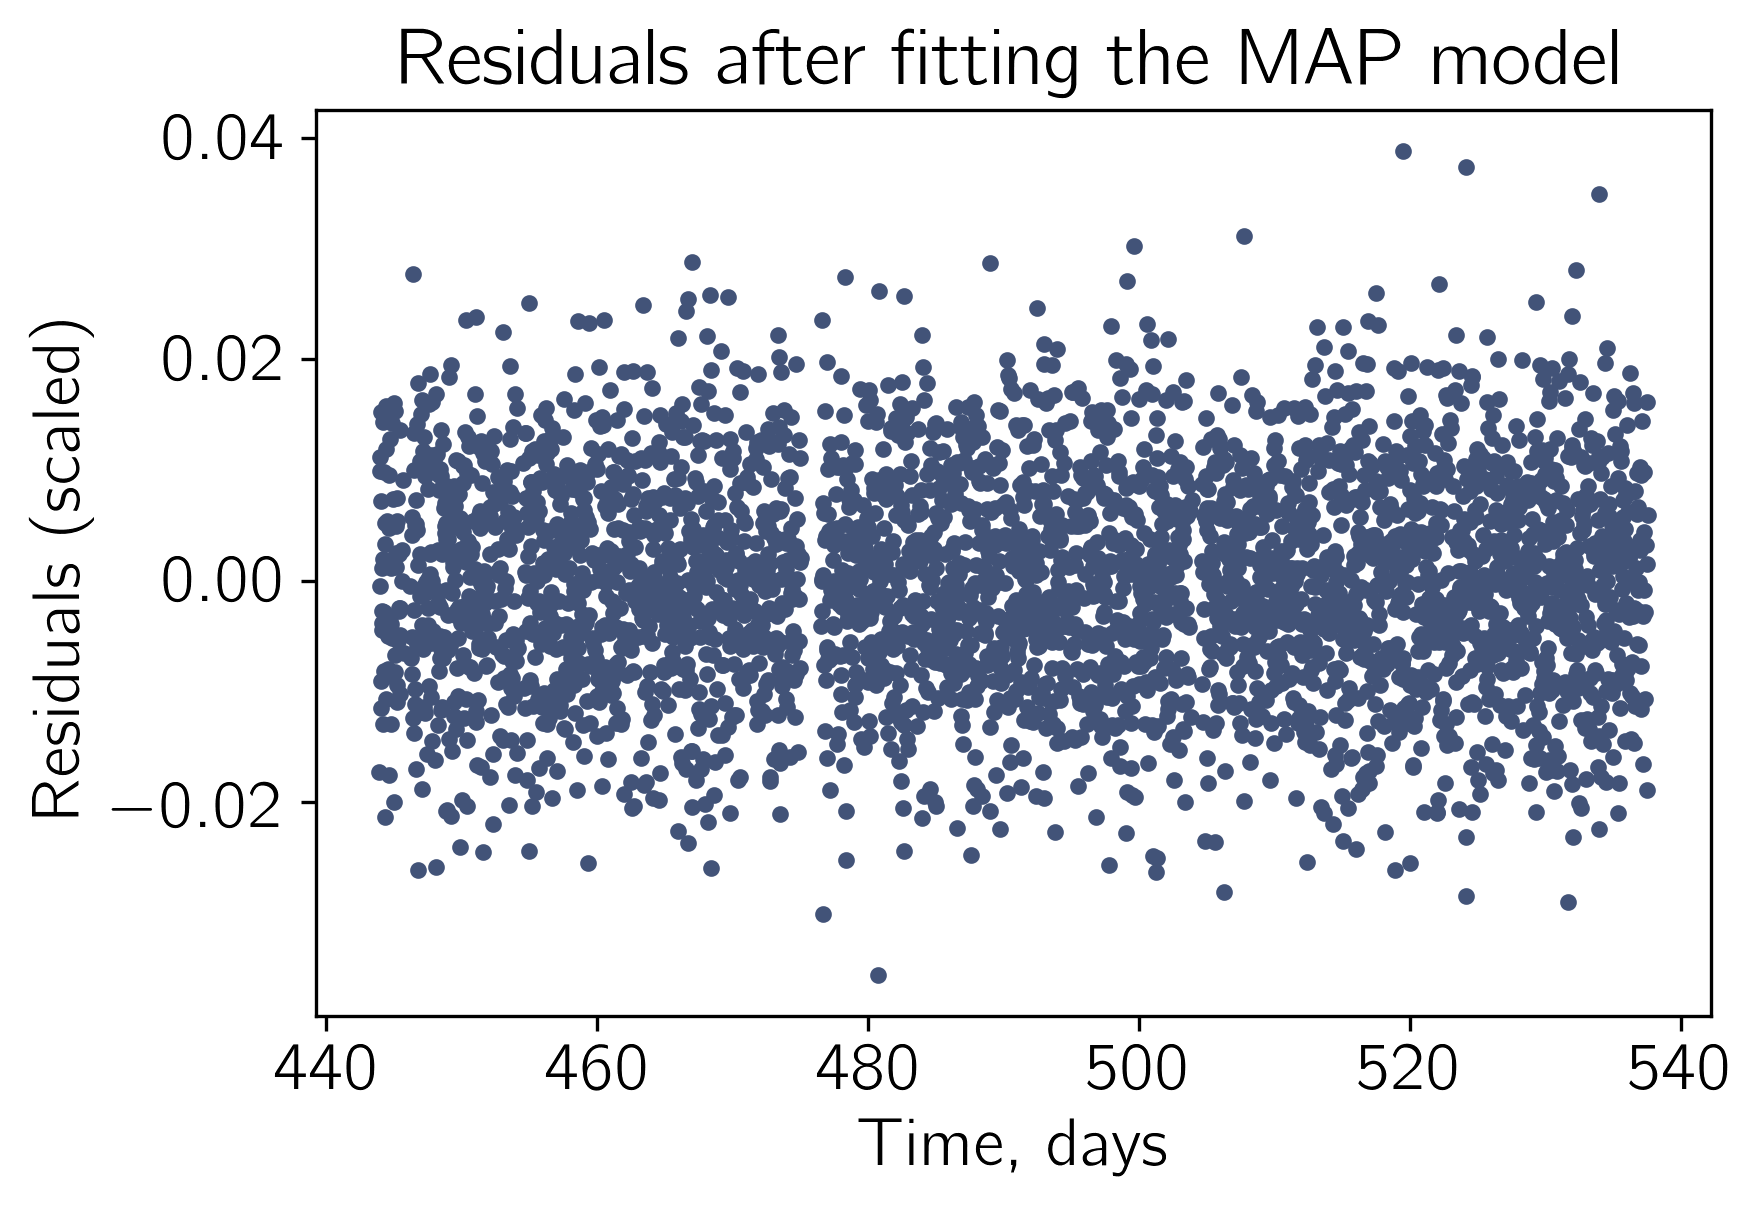 Residuals after fitting the MAP model
0.04
0.02
0.00
−0.02
Residuals (scaled)
440 460 480 500 520 540
Time, days